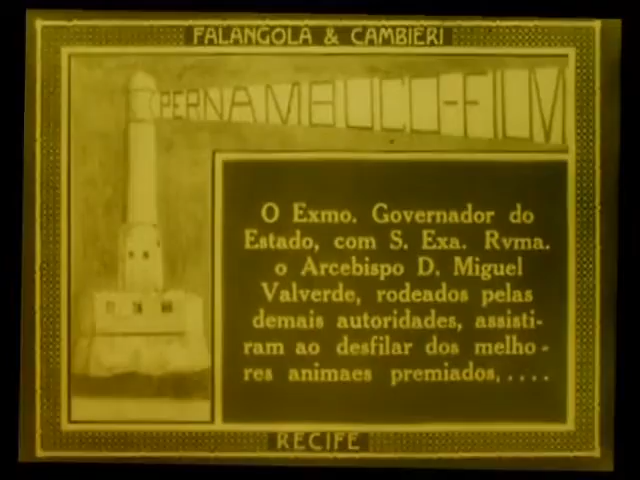 FALANGOLA & CAMBIERI
PERNAMBUCO-FILM
O Exmo. Governador do
Estado, com S. Exa. Rvma.
o Arcebispo D. Miguel
Valverde, rodeados pelas
demais autoridades, assisti-
ram ao desfilar dos melho-
res animaes premiados,....
RECIFE